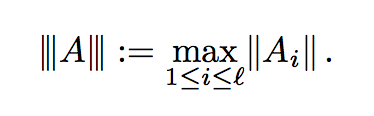 ⦀A⦀ := max_{1≤i≤ℓ} ‖A_i‖ .